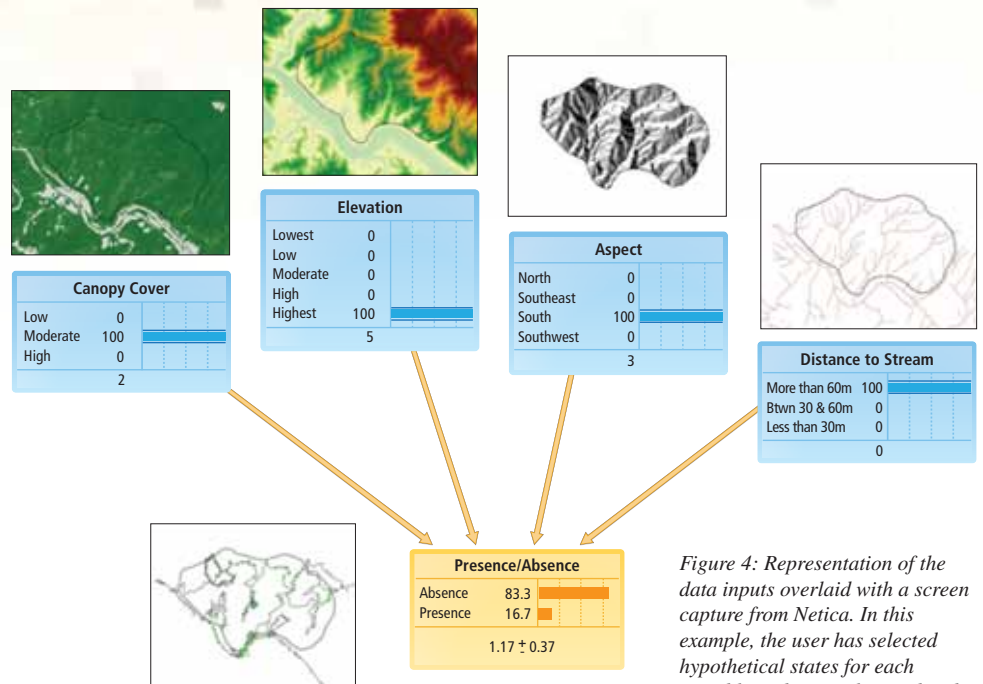 Elevation
Lowest 0
Low 0
Moderate 0
High 0
Highest 100
5
Aspect
North 0
Southeast 0
South 100
Southwest 0
3
Canopy Cover
Low 0
Moderate 100
High 0
2
Distance to Stream
More than 60m 100
Btwn 30 & 60m 0
Less than 30m 0
0
Presence/Absence
Absence 83.3
Presence 16.7
1.17 ± 0.37
Figure 4: Representation of the
data inputs overlaid with a screen
capture from Netica. In this
example, the user has selected
hypothetical states for each